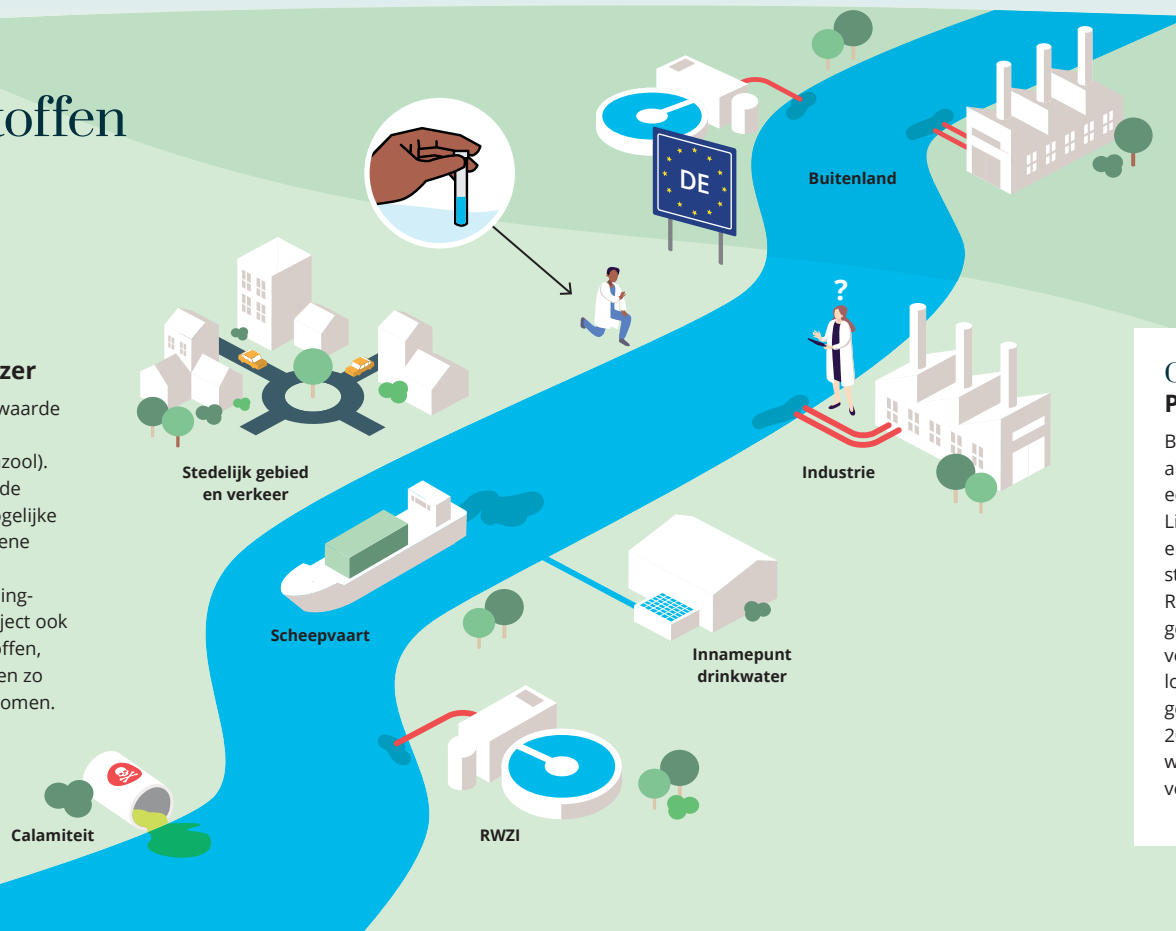 toffen
zer
waarde
zool).
de
ogelijke
ene
ing-
ject ook
offen,
en zo
omen.
DE
Buitenland
?
Stedelijk gebied
en verkeer
Industrie
Scheepvaart
Innamepunt
drinkwater
Calamiteit
RWZI
P
B
a
e
Li
e
st
R
g
v
lo
g
2
w
v